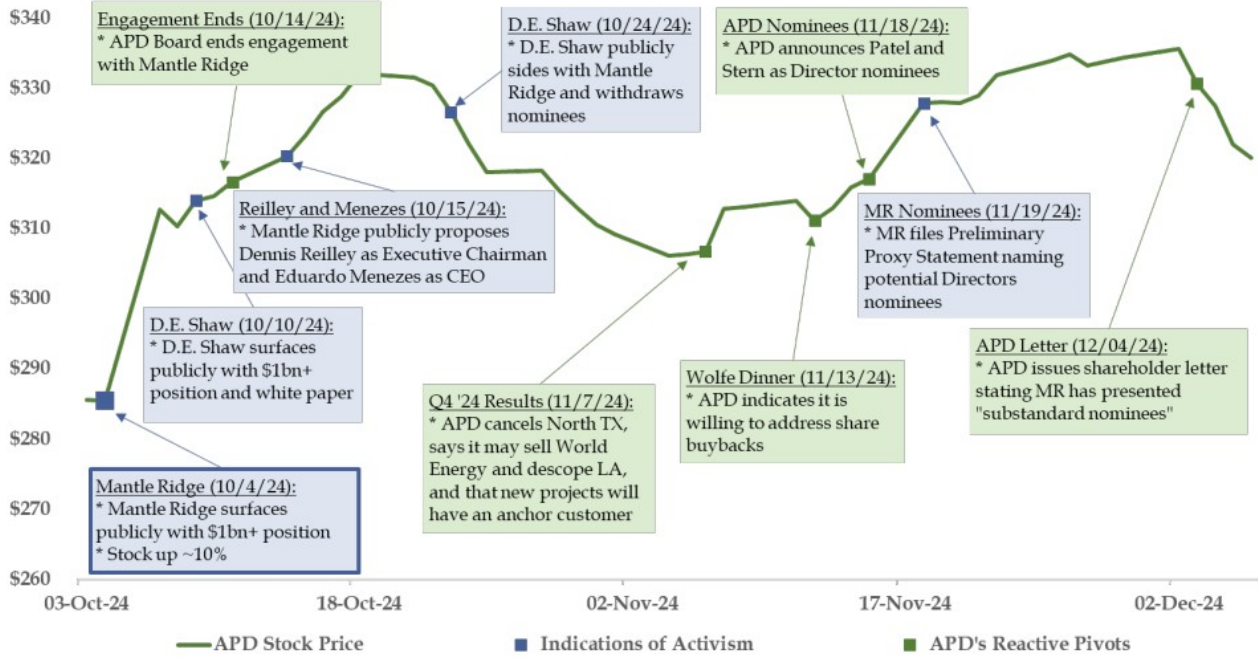 $340
$330
$320
$310
$300
$290
$280
$270
$260
Engagement Ends (10/14/24):
* APD Board ends engagement
with Mantle Ridge
D.E. Shaw (10/24/24):
* D.E. Shaw publicly
sides with Mantle
Ridge and withdraws
nominees
APD Nominees (11/18/24):
* APD announces Patel and
Stern as Director nominees
Reilley and Menezes (10/15/24):
* Mantle Ridge publicly proposes
Dennis Reilley as Executive Chairman
and Eduardo Menezes as CEO
MR Nominees (11/19/24):
* MR files Preliminary
Proxy Statement naming
potential Directors
nominees
D.E. Shaw (10/10/24):
* D.E. Shaw surfaces
publicly with $1bn+
position and white paper
APD Letter (12/04/24):
* APD issues shareholder letter
stating MR has presented
"substandard nominees"
Wolfe Dinner (11/13/24):
* APD indicates it is
willing to address share
buybacks
Q4 '24 Results (11/7/24):
* APD cancels North TX,
says it may sell World
Energy and descope LA,
and that new projects will
have an anchor customer
Mantle Ridge (10/4/24):
* Mantle Ridge surfaces
publicly with $1bn+ position
* Stock up ~10%
03-Oct-24
18-Oct-24
02-Nov-24
17-Nov-24
02-Dec-24
APD Stock Price
Indications of Activism
APD's Reactive Pivots